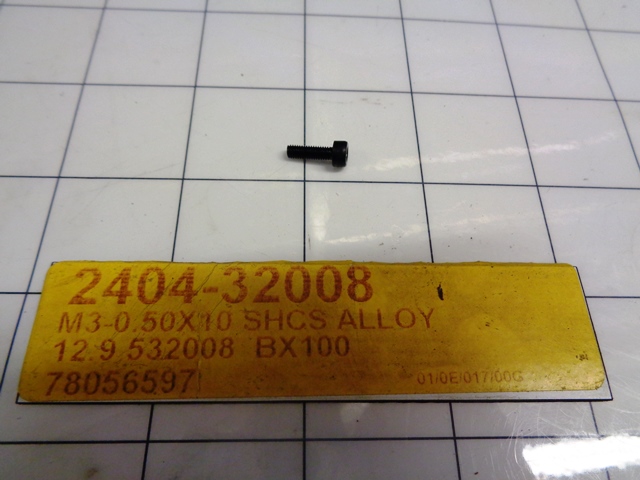 2404-32008
M3-0.50X10 SHCS ALLOY
12.9 532008 BX100
78056597
01/0E/017/00G